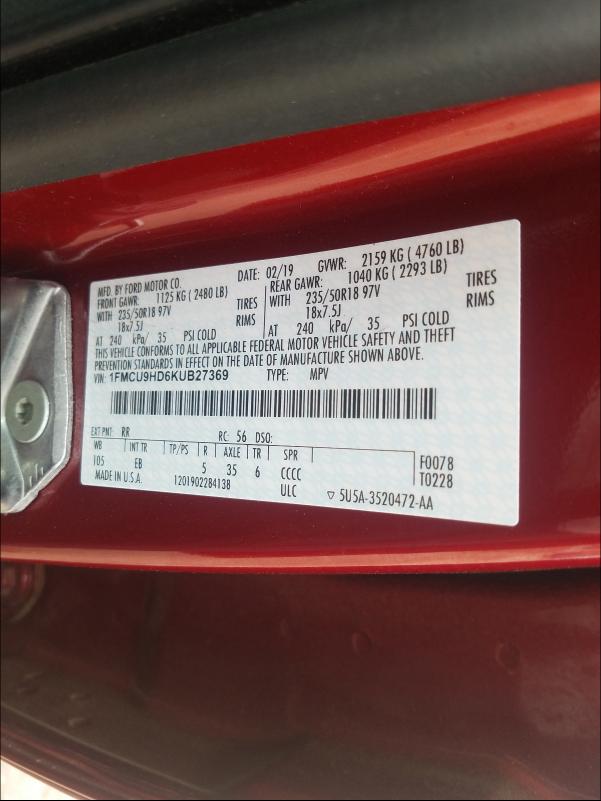 MFD. BY FORD MOTOR CO.
DATE: 02/19 GVWR: 2159 KG ( 4760 LB)
FRONT GAWR: 1125 KG ( 2480 LB) REAR GAWR: 1040 KG ( 2293 LB)
WITH 235/50R18 97V TIRES WITH 235/50R18 97V TIRES
18x7.5J RIMS 18x7.5J RIMS
AT 240 kPa/ 35 PSI COLD AT 240 kPa/ 35 PSI COLD
THIS VEHICLE CONFORMS TO ALL APPLICABLE FEDERAL MOTOR VEHICLE SAFETY AND THEFT
PREVENTION STANDARDS IN EFFECT ON THE DATE OF MANUFACTURE SHOWN ABOVE.
VIN: 1FMCU9HD6KUB27369 TYPE: MPV
EXT PNT: RR RC: 56 DSO:
WB INT TR TP/PS R AXLE TR SPR F0078
105 EB 5 35 6 CCCC T0228
MADE IN U.S.A. 1201902284138 ULC ▽ 5U5A-3520472-AA